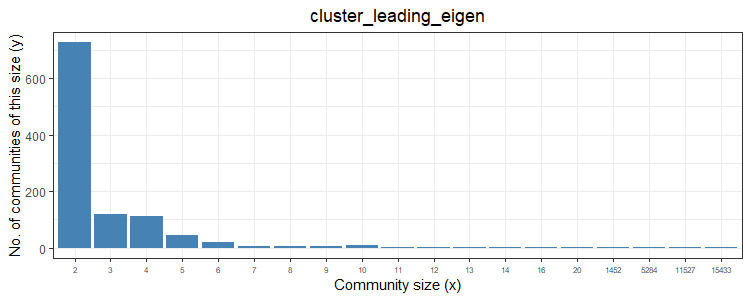 cluster_leading_eigen
No. of communities of this size (y)
600
400
200
0
2 3 4 5 6 7 8 9 10 11 12 13 14 16 20 1452 5284 11527 15433
Community size (x)